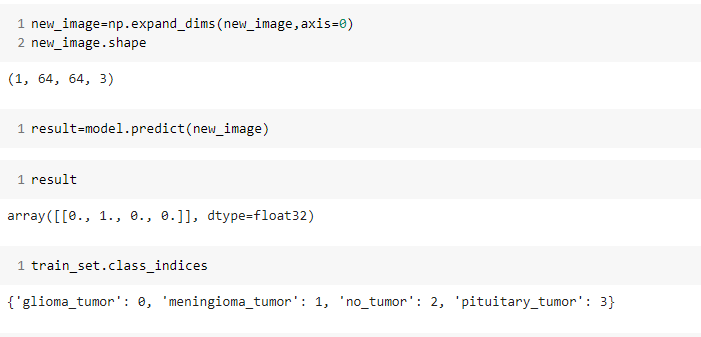 1 new_image=np.expand_dims(new_image,axis=0)
2 new_image.shape
(1, 64, 64, 3)
1 result=model.predict(new_image)
1 result
array([[0., 1., 0., 0.]], dtype=float32)
1 train_set.class_indices
{'glioma_tumor': 0, 'meningioma_tumor': 1, 'no_tumor': 2, 'pituitary_tumor': 3}